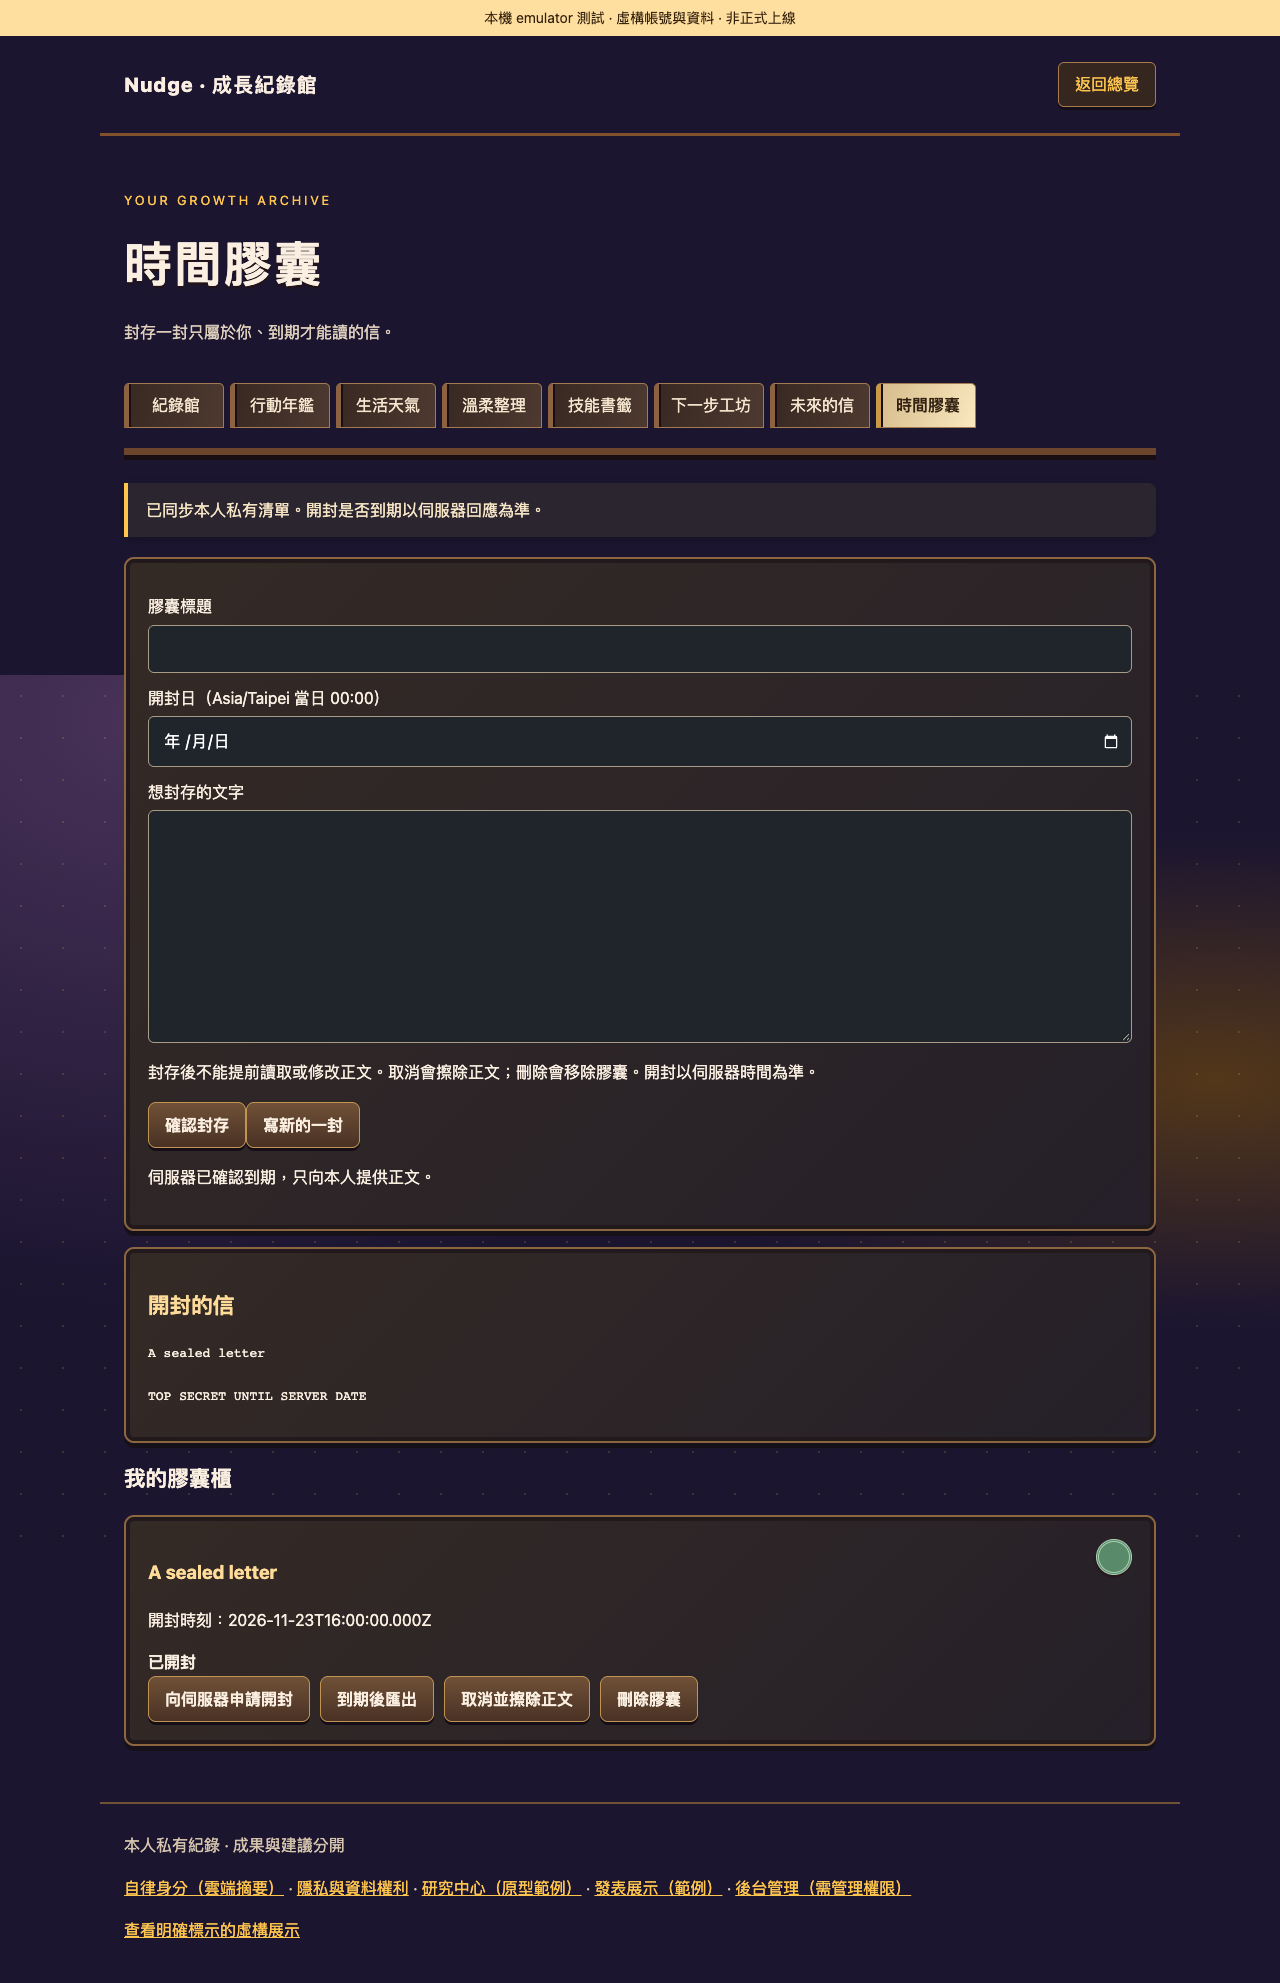 本機 emulator 測試 · 虛構帳號與資料 · 非正式上線
Nudge · 成長紀錄館
返回總覽
YOUR GROWTH ARCHIVE
時間膠囊
封存一封只屬於你、到期才能讀的信。
紀錄館
行動年鑑
生活天氣
溫柔整理
技能書籤
下一步工坊
未來的信
時間膠囊
已同步本人私有清單。開封是否到期以伺服器回應為準。
膠囊標題
開封日（Asia/Taipei 當日 00:00）
年 /月/日
想封存的文字
封存後不能提前讀取或修改正文。取消會擦除正文；刪除會移除膠囊。開封以伺服器時間為準。
確認封存
寫新的一封
伺服器已確認到期，只向本人提供正文。
開封的信
A sealed letter
TOP SECRET UNTIL SERVER DATE
我的膠囊櫃
A sealed letter
開封時刻：2026-11-23T16:00:00.000Z
已開封
向伺服器申請開封
到期後匯出
取消並擦除正文
刪除膠囊
本人私有紀錄 · 成果與建議分開
自律身分（雲端摘要） · 隱私與資料權利 · 研究中心（原型範例） · 發表展示（範例） · 後台管理（需管理權限）
查看明確標示的虛構展示